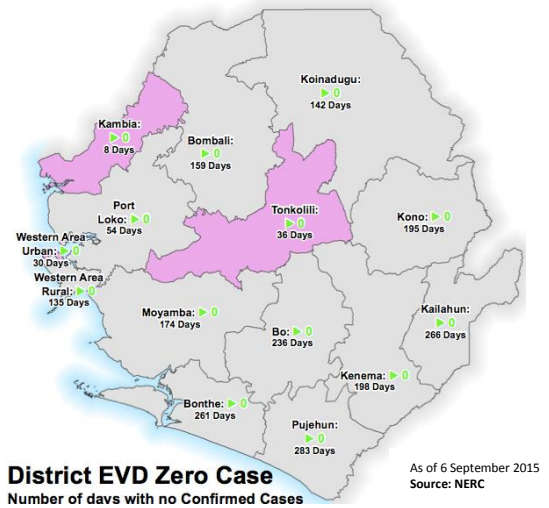 Koinadugu:
0
142 Days
Kambia:
0
8 Days
Bombali:
0
159 Days
Port
Loko: 0
54 Days
Tonkolili:
0
36 Days
Kono: 0
195 Days
Western Area
Urban: 0
30 Days
Western Area
Rural: 0
135 Days
Moyamba: 0
174 Days
Bo: 0
236 Days
Kailahun:
0
266 Days
Kenema: 0
198 Days
Bonthe: 0
261 Days
Pujehun:
0
283 Days
District EVD Zero Case
Number of days with no Confirmed Cases
As of 6 September 2015
Source: NERC